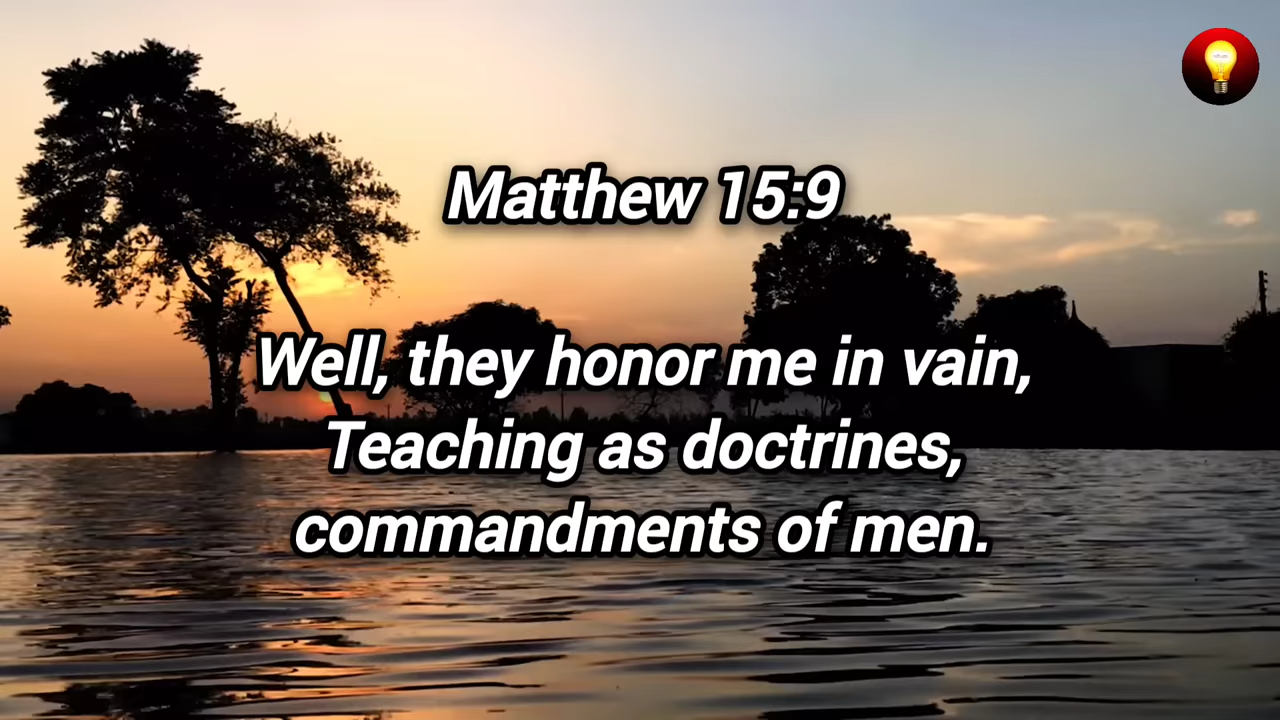 Matthew 15:9
Well, they honor me in vain,
Teaching as doctrines,
commandments of men.